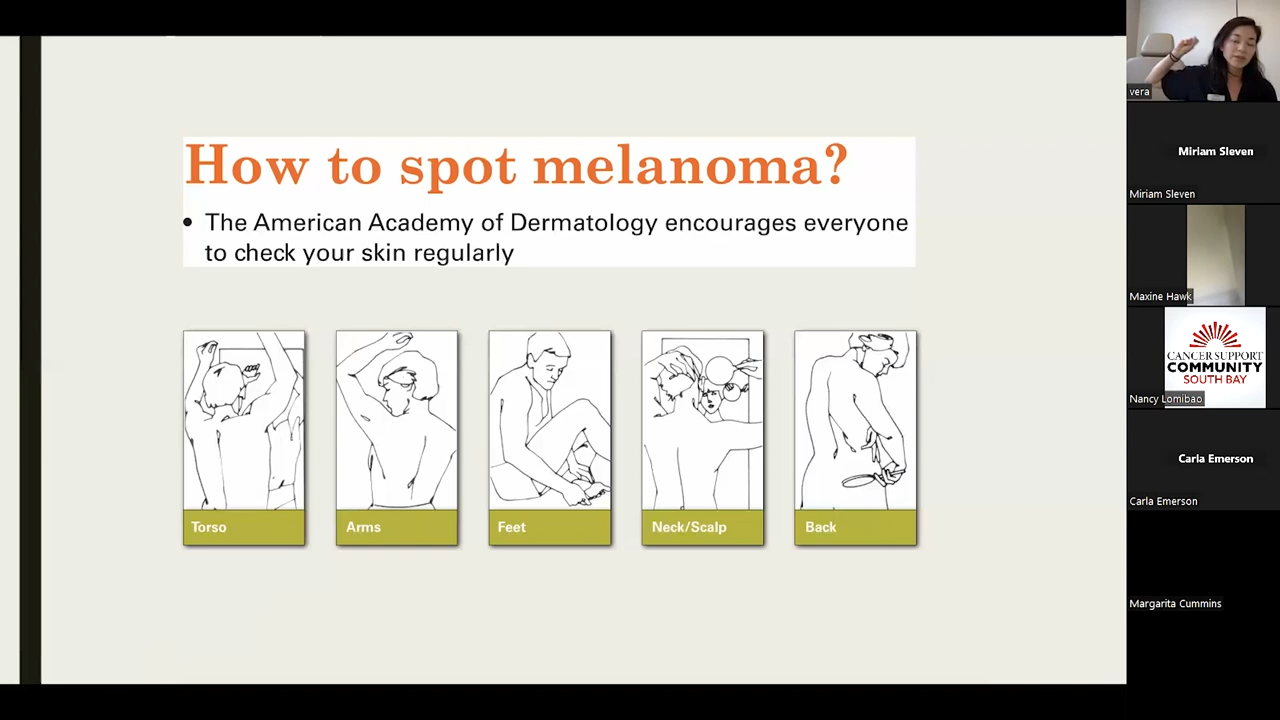 How to spot melanoma?
• The American Academy of Dermatology encourages everyone
to check your skin regularly
Torso
Arms
Feet
Neck/Scalp
Back
vera
Miriam Sleven
Miriam Sleven
Maxine Hawk
CANCER SUPPORT
COMMUNITY
SOUTH BAY
Nancy Lomibao
Carla Emerson
Carla Emerson
Margarita Cummins